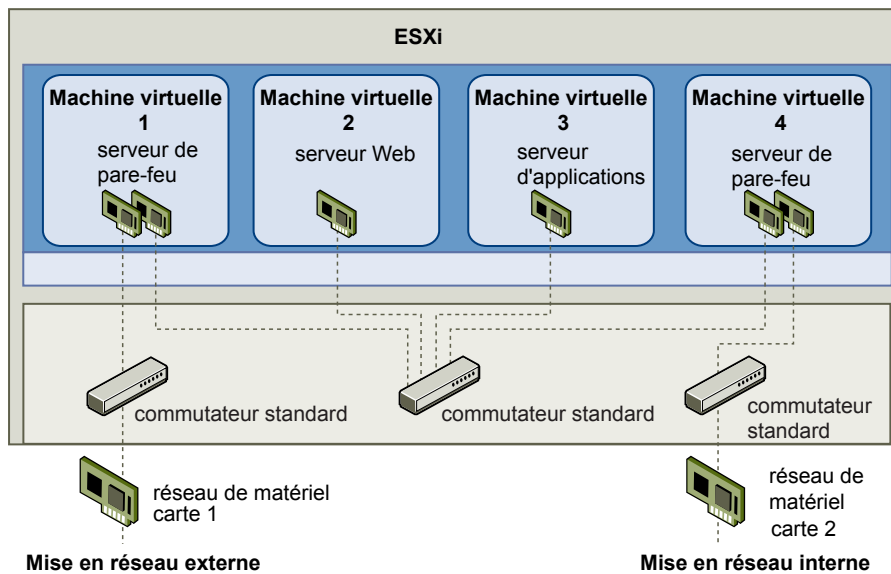 ESXi
Machine virtuelle
1
serveur de
pare-feu
Machine virtuelle
2
serveur Web
Machine virtuelle
3
serveur
d'applications
Machine virtuelle
4
serveur de
pare-feu
commutateur standard
commutateur standard
commutateur
standard
réseau de matériel
carte 1
réseau de
matériel
carte 2
Mise en réseau externe
Mise en réseau interne